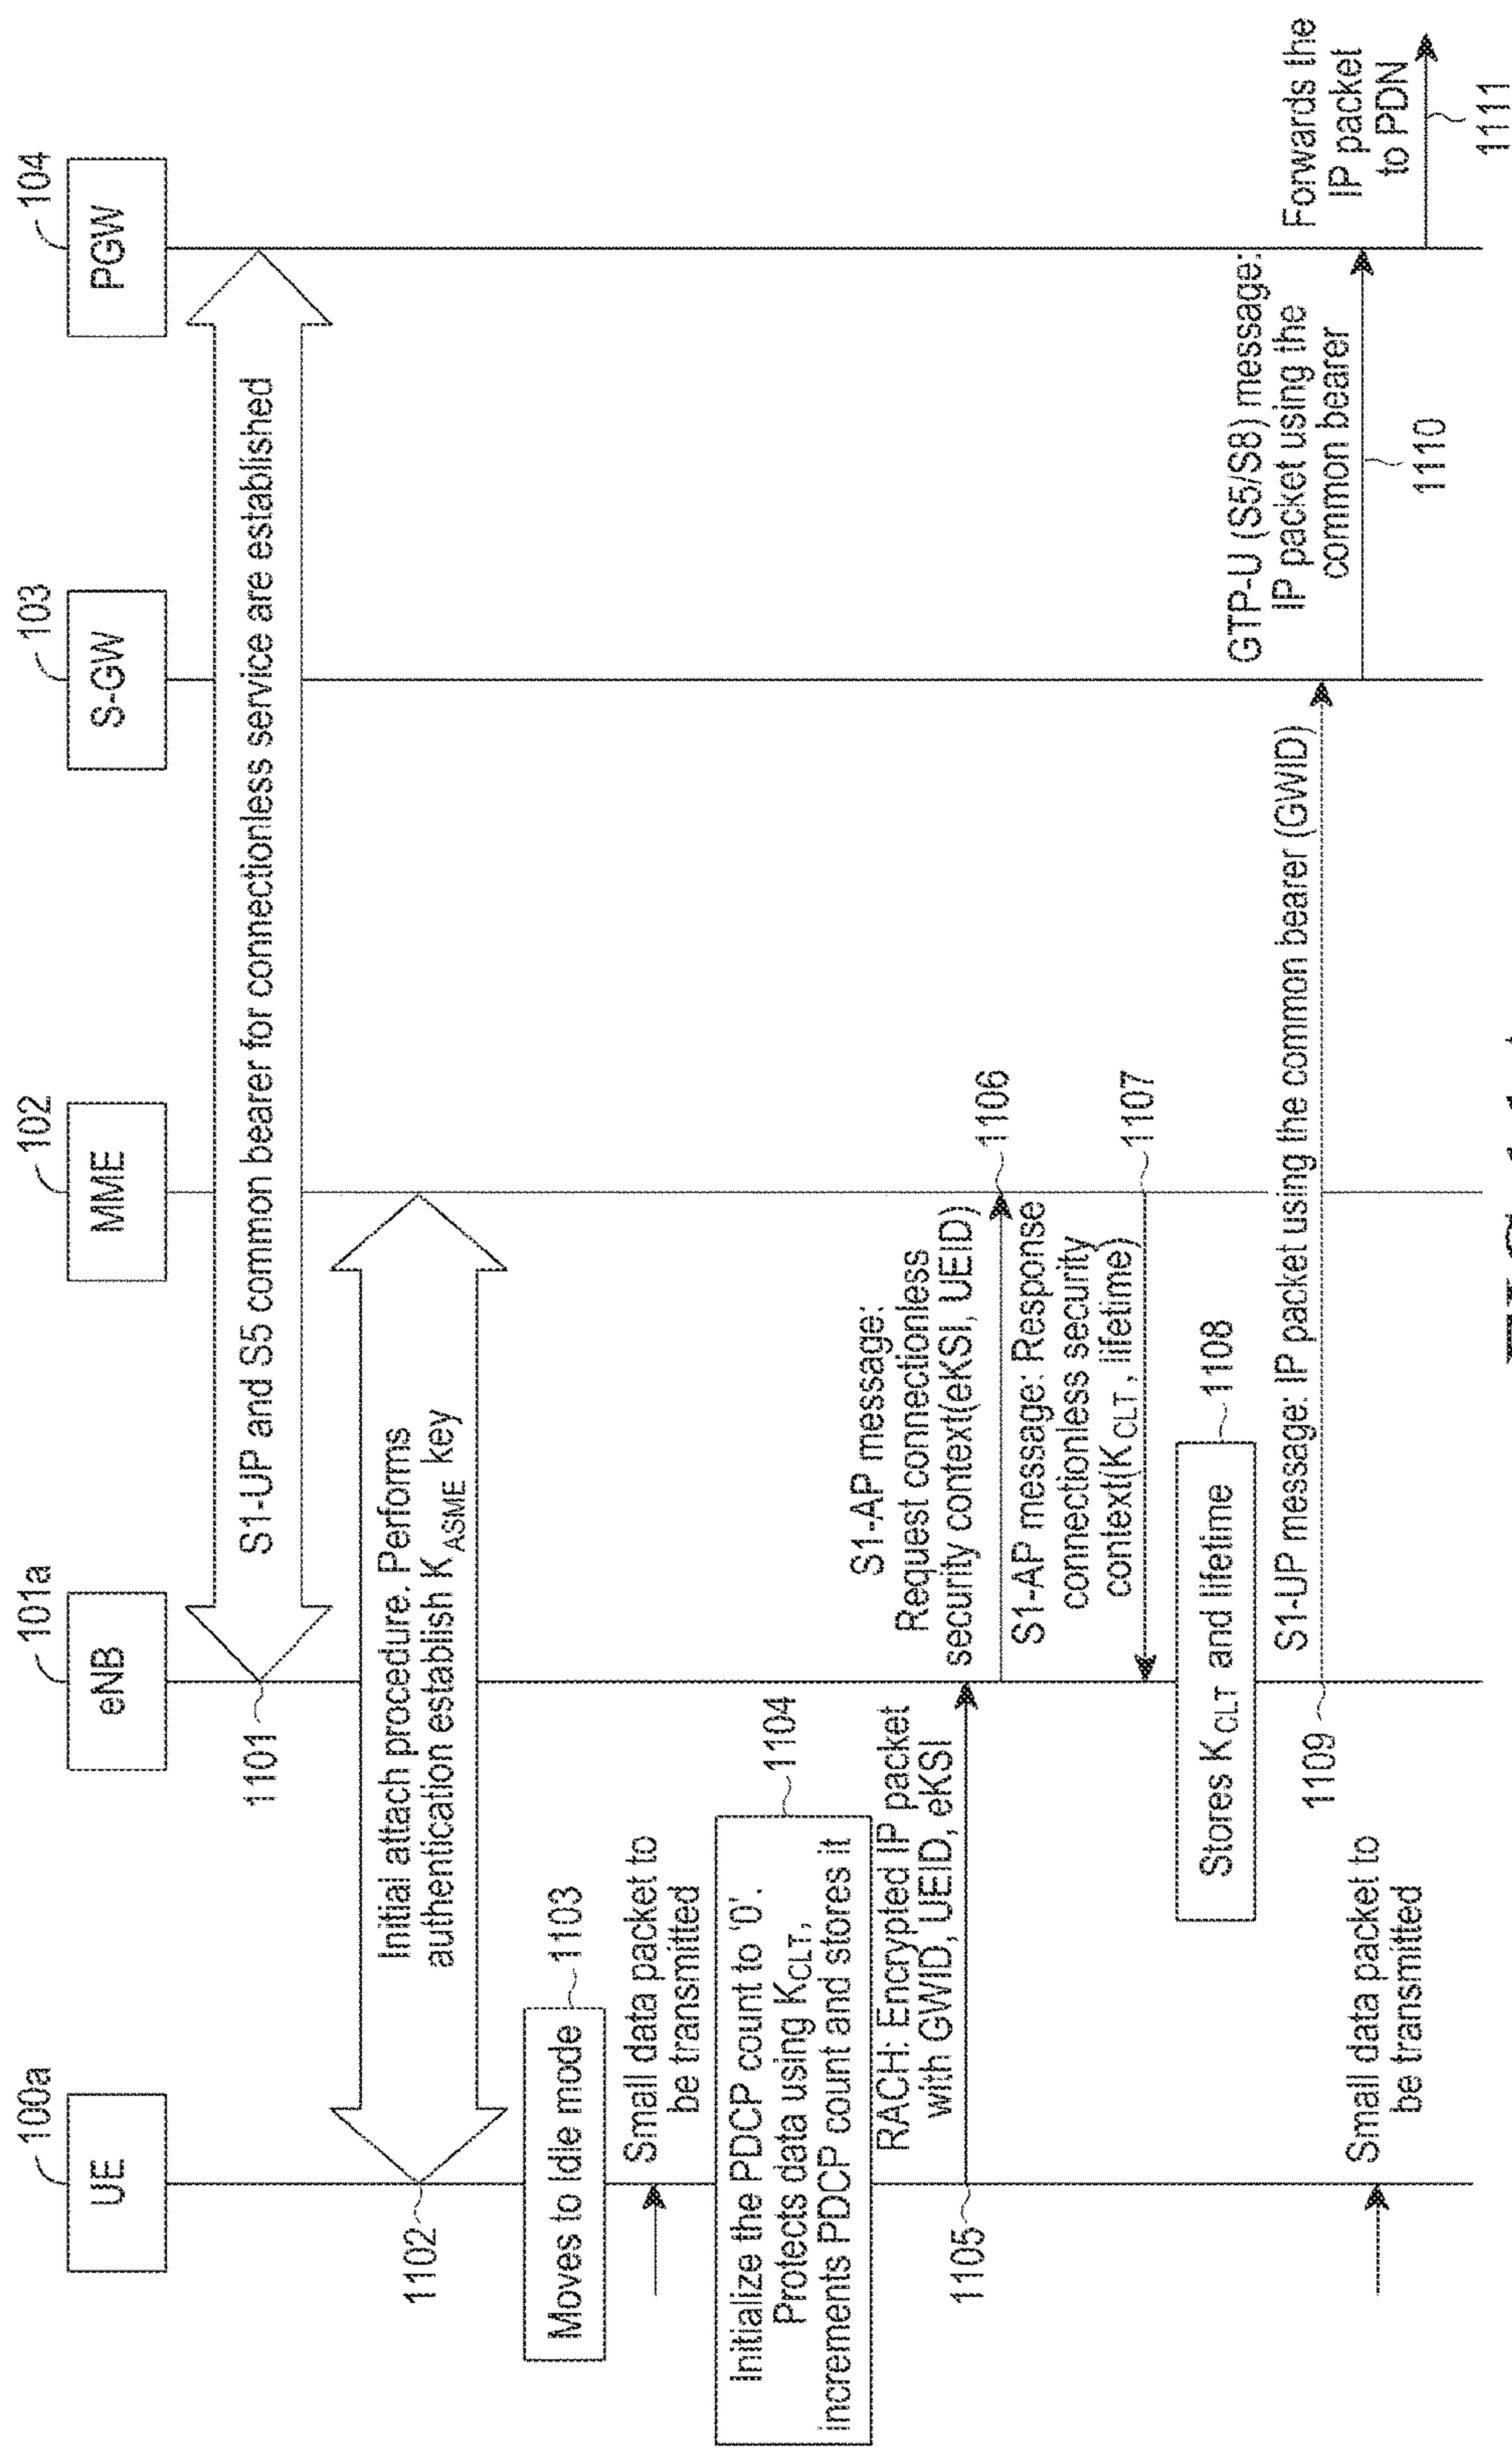 100a
UE
101a
eNB
102
MME
103
S-GW
104
PGW
1101
S1-UP and S5 common bearer for connectionless service are established
1102
Initial attach procedure. Performs
authentication establish K ASME key
Moves to Idle mode
1103
Small data packet to
be transmitted
1104
Initialize the PDCP count to '0'.
Protects data using KCLT,
increments PDCP count and stores it
RACH: Encrypted IP packet
with GWID, UEID, eKSI
1105
S1-AP message:
Request connectionless
security context(eKSI, UEID)
1106
S1-AP message: Response
connectionless security
context(K CLT, lifetime)
1107
Stores KCLT and lifetime
1108
S1-UP message: IP packet using the common bearer (GWID)
1109
GTP-U (S5/S8) message:
IP packet using the
common bearer
1110
Forwards the
IP packet
to PDN
1111
Small data packet to
be transmitted